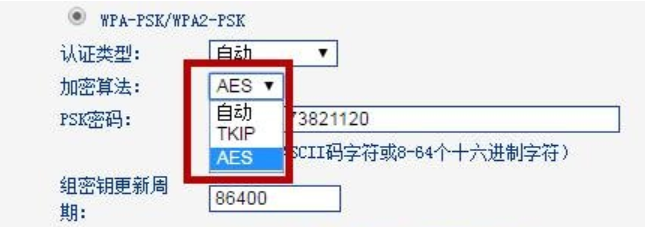 WPA-PSK/WPA2-PSK
认证类型： 自动
加密算法： AES
自动
PSK密码： 73821120
TKIP
AES SCII码字符或8-64个十六进制字符）
组密钥更新周
期： 86400